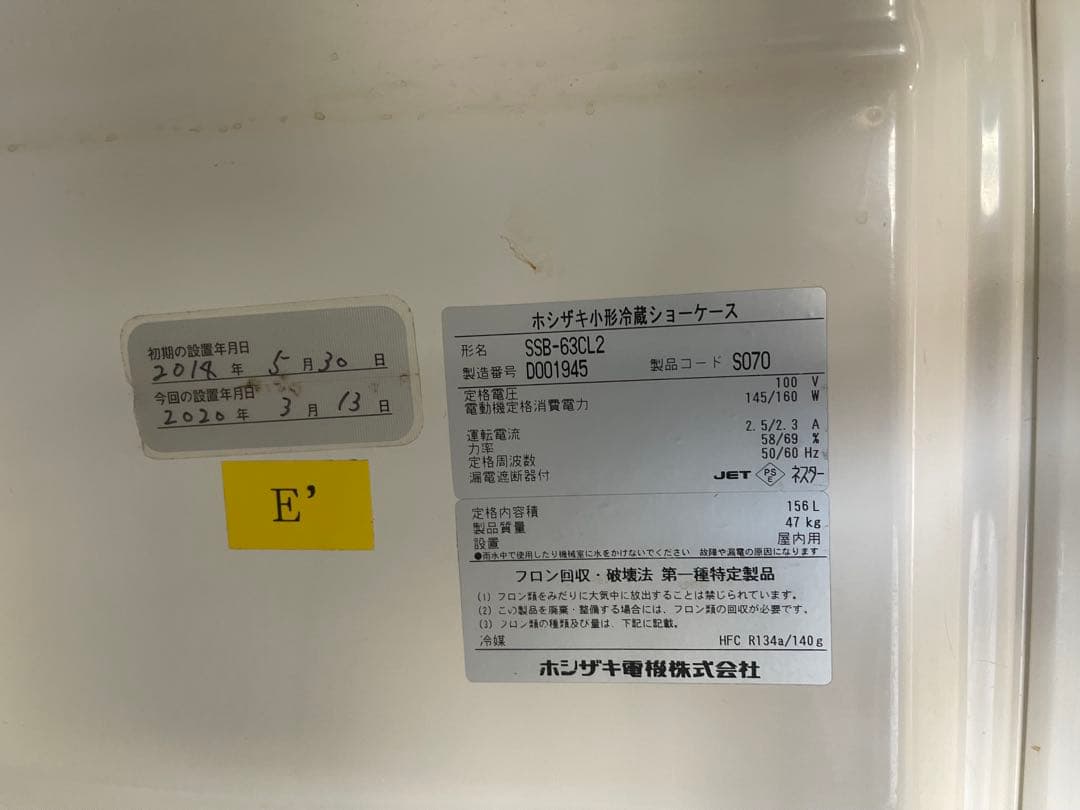 初期の設置年月日
2018 年 5 月 30 日
今回の設置年月日
2020 年 3 月 13 日
E’
ホシザキ小形冷蔵ショーケース
形名 SSB-63CL2
製造番号 D001945 製品コード S070
定格電圧 100 V
電動機定格消費電力 145/160 W
運転電流 2.5/2.3 A
力率 58/69 %
定格周波数 50/60 Hz
漏電遮断器付 JET PS E ネスター
定格内容積 156 L
製品質量 47 kg
設置 屋内用
●雨水中で使用したり機械室に水をかけないでください 故障や漏電の原因になります
フロン回収・破壊法 第一種特定製品
(1) フロン類をみだりに大気中に放出することは禁じられています。
(2) この製品を廃棄・整備する場合には、フロン類の回収が必要です。
(3) フロン類の種類及び量は、下記に記載。
冷媒 HFC R134a/140g
ホシザキ電機株式会社